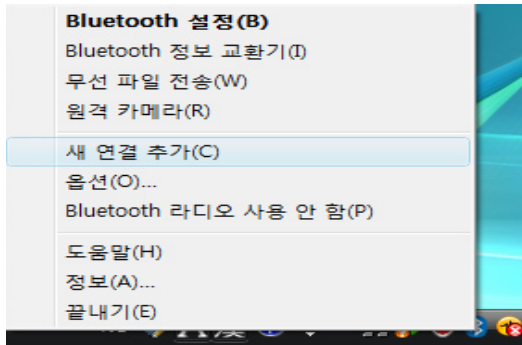 Bluetooth 설정(B)
Bluetooth 정보 교환기(I)
무선 파일 전송(W)
원격 카메라(R)
새 연결 추가(C)
옵션(O)...
Bluetooth 라디오 사용 안 함(P)
도움말(H)
정보(A)...
끝내기(E)